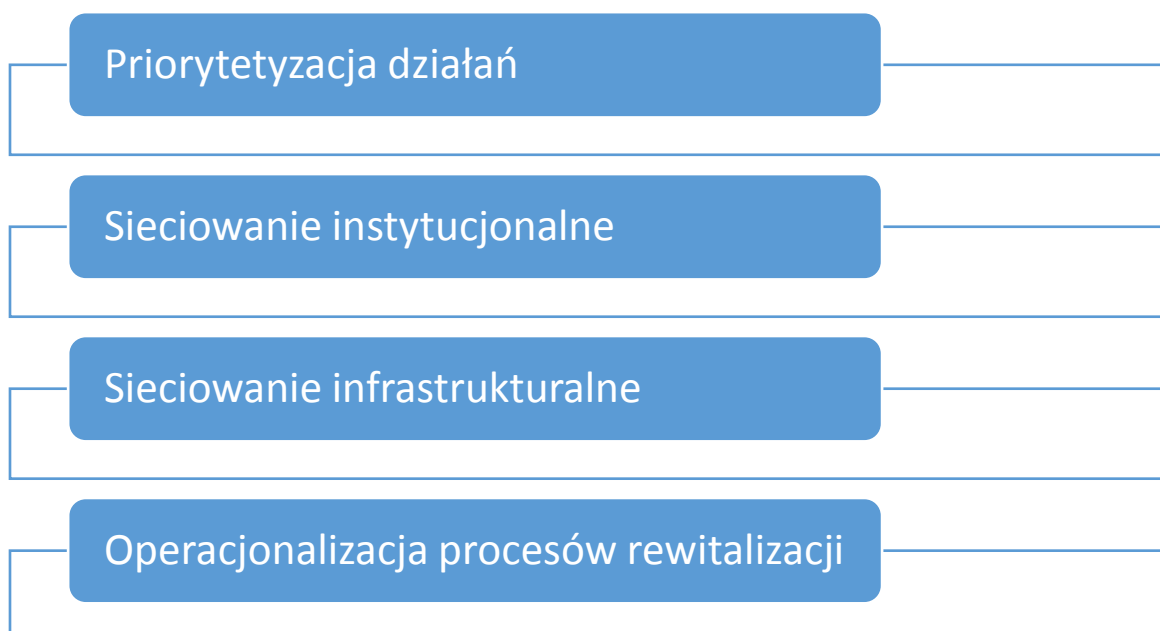 Priorytetyzacja działań
Sieciowanie instytucjonalne
Sieciowanie infrastrukturalne
Operacjonalizacja procesów rewitalizacji